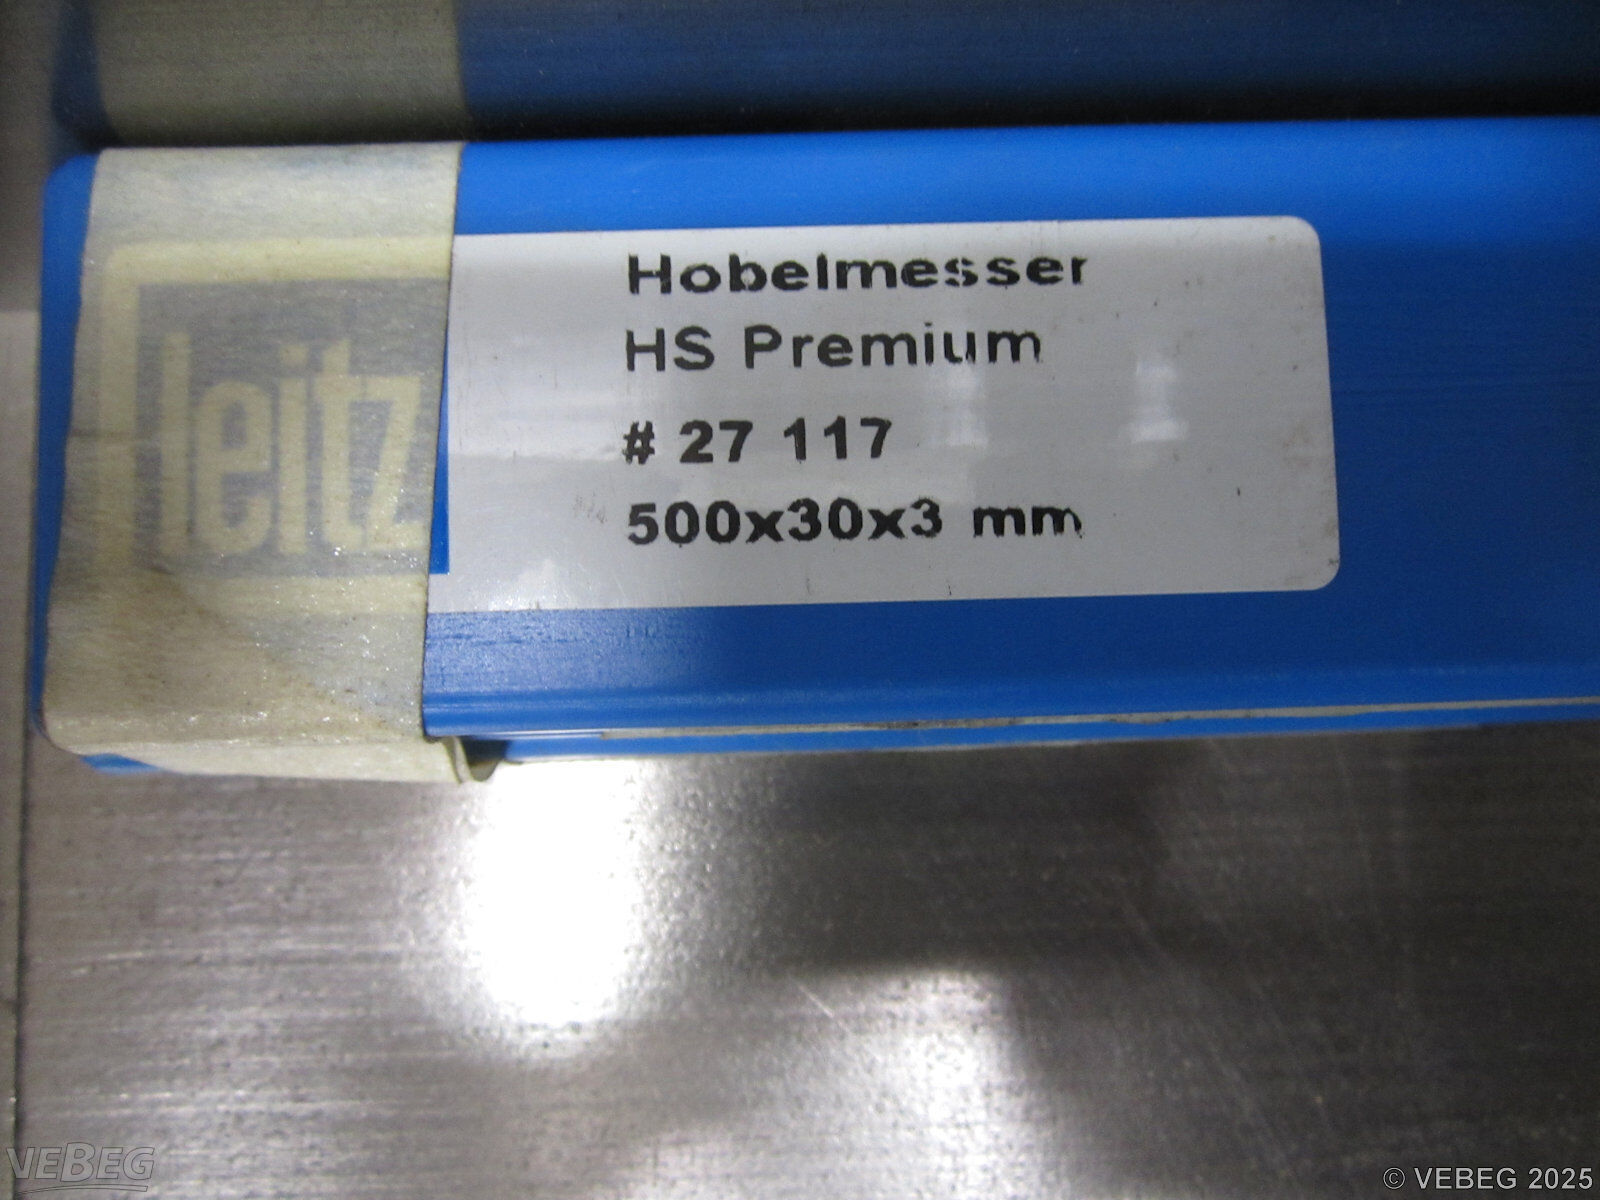 leitz
Hobelmesser
HS Premium
# 27 117
500x30x3 mm
VEBEG
© VEBEG 2025